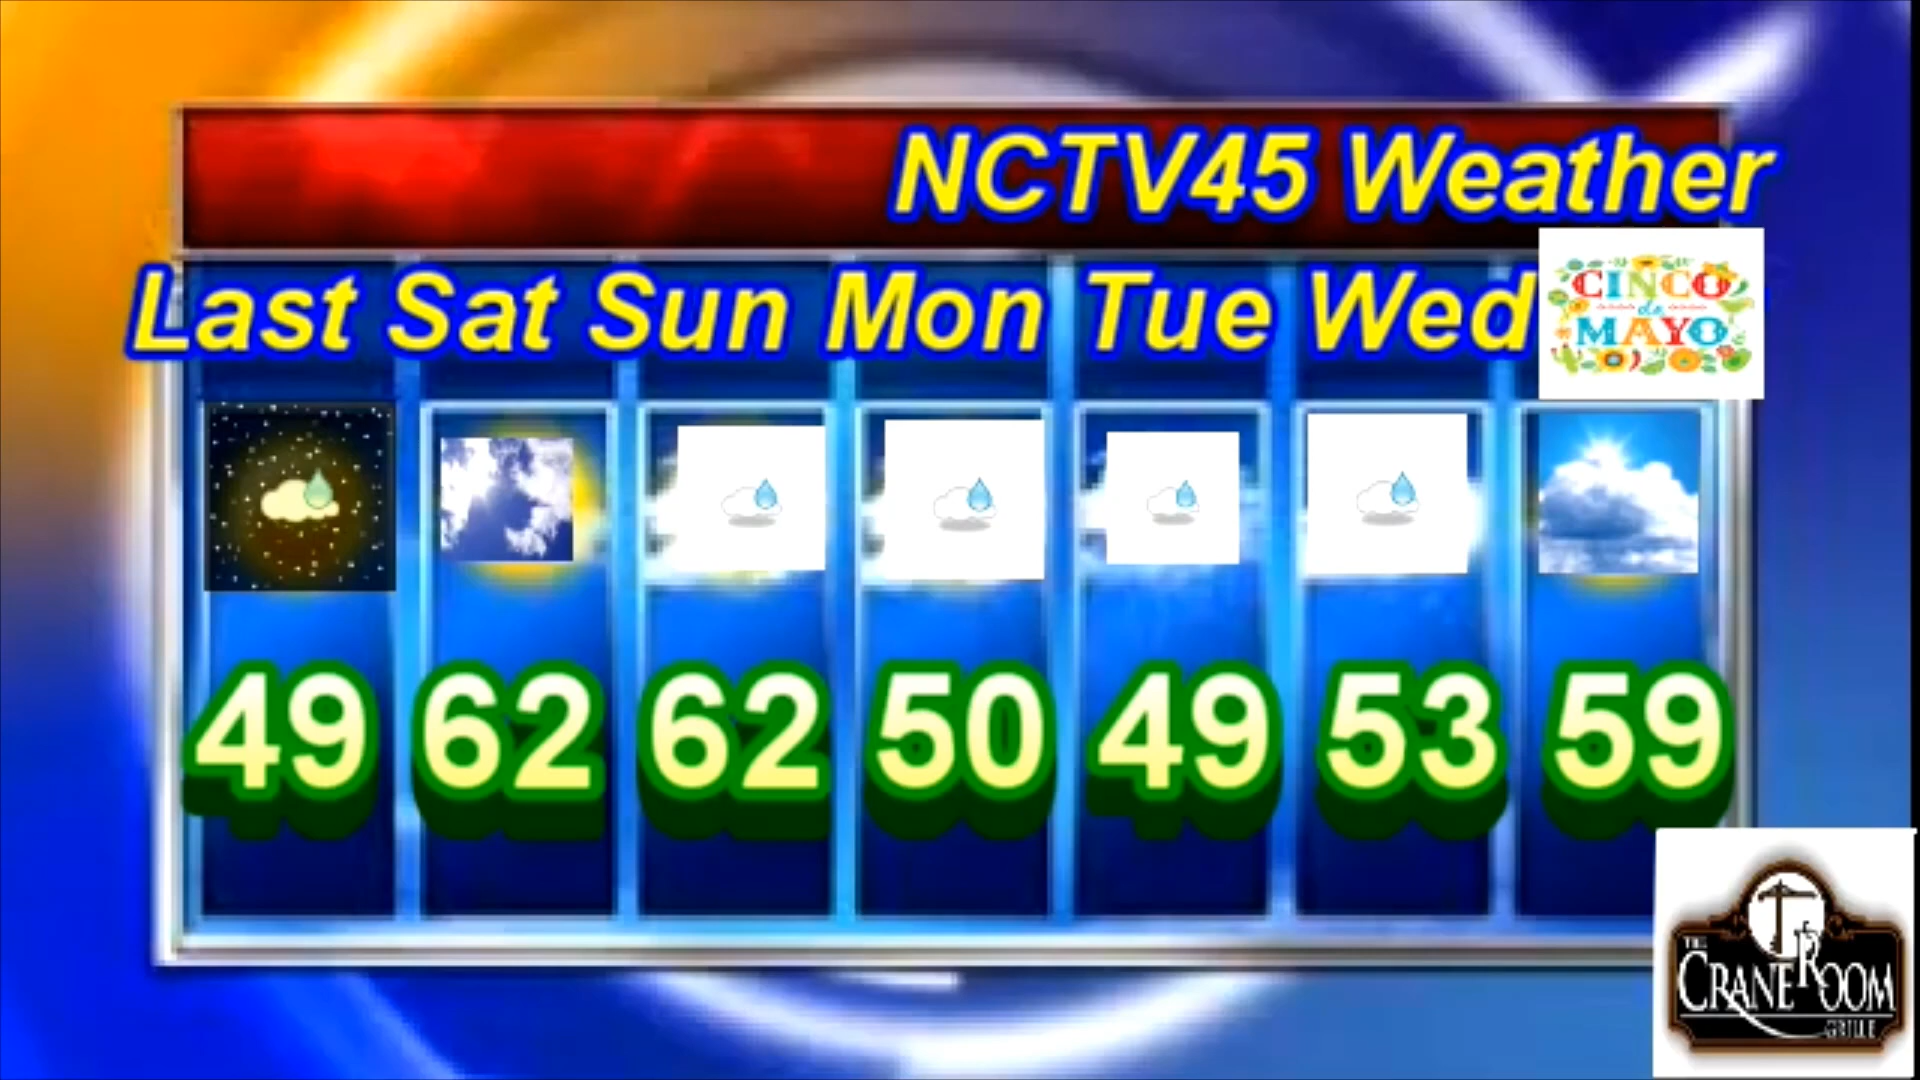 NCTV45 Weather
Last Sat Sun Mon Tue Wed
CINCO
de
MAYO
49 62 62 50 49 53 59
THE
CRANE ROOM
GRILLE